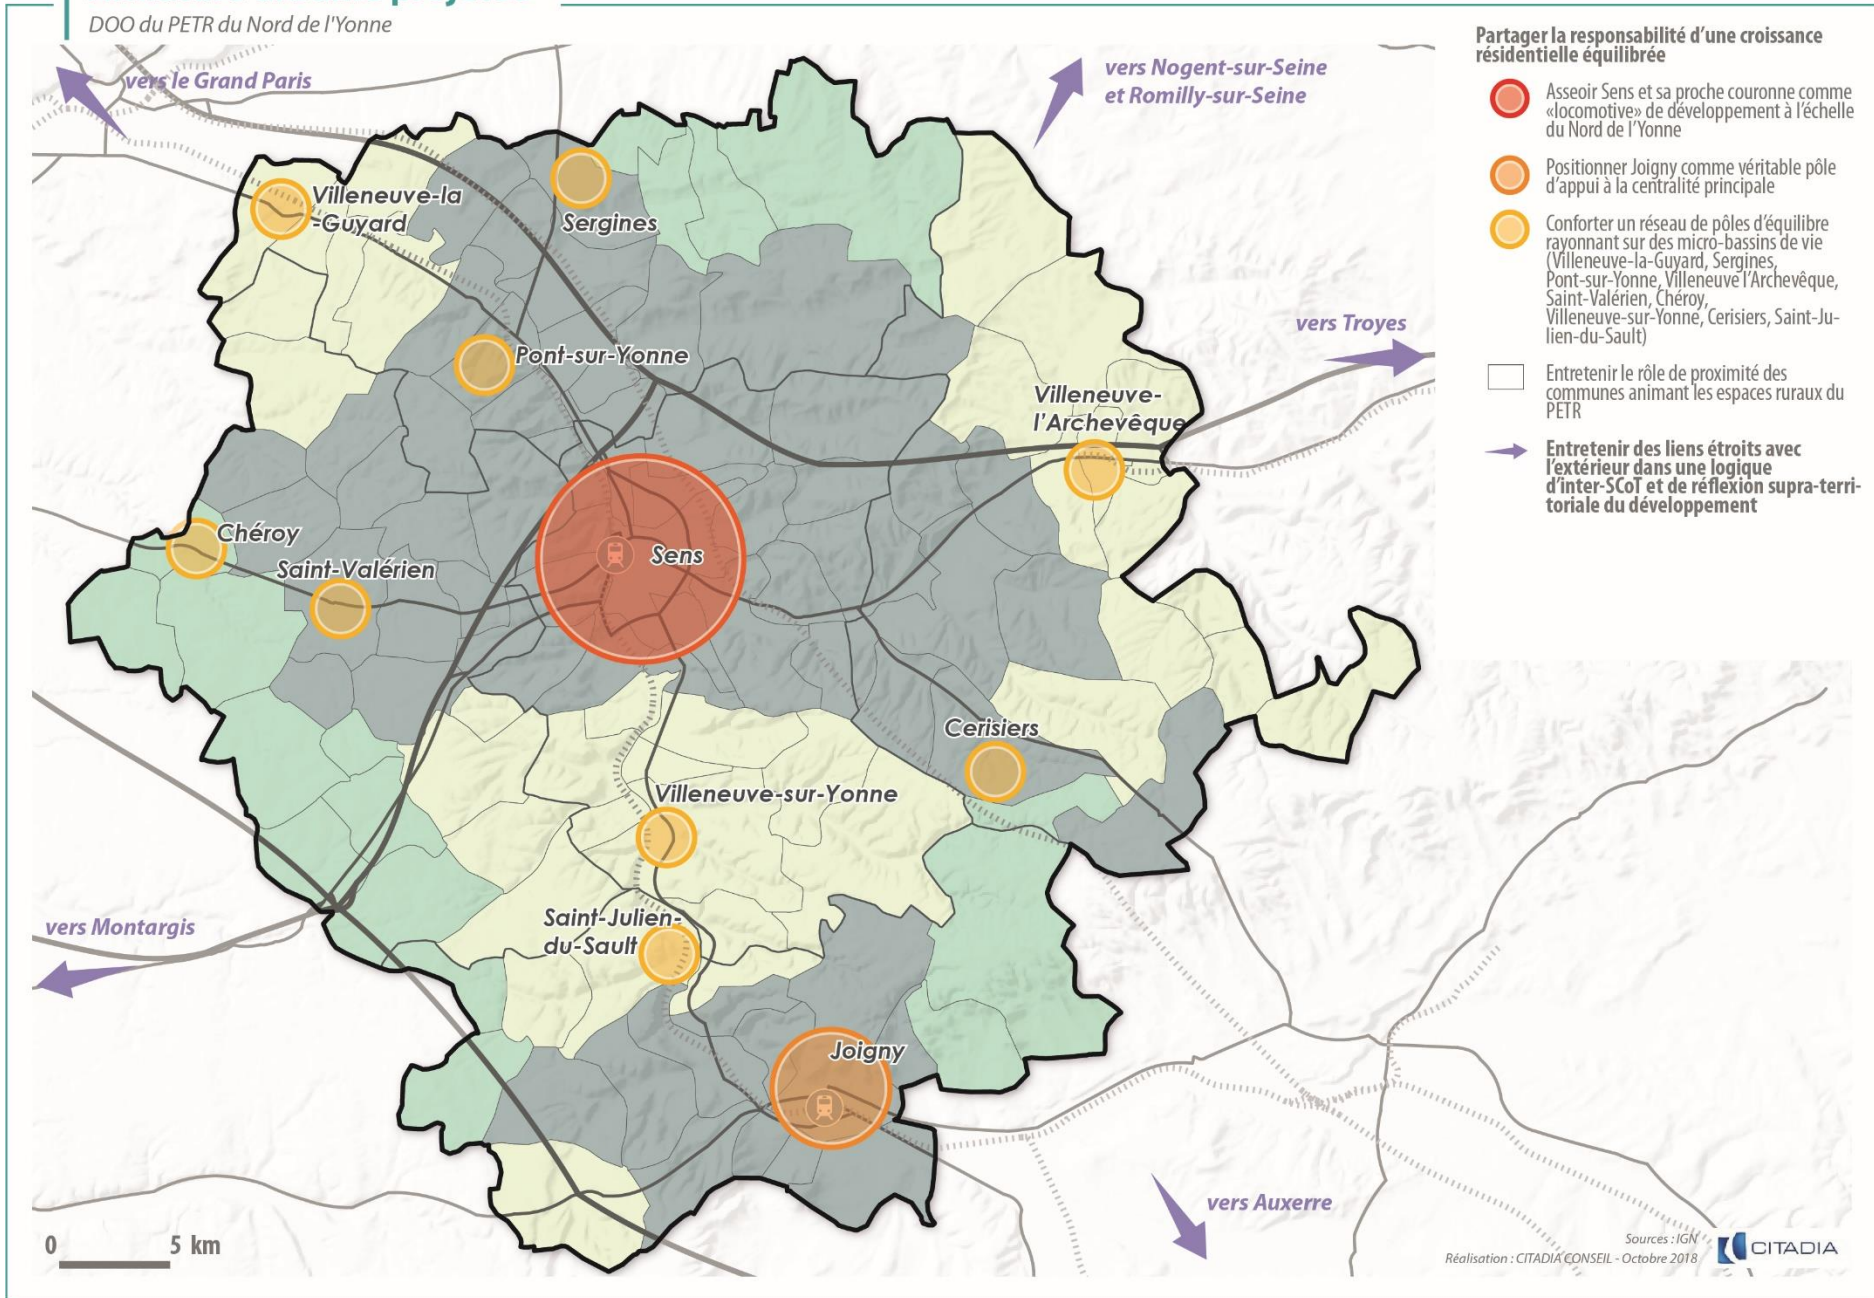 DOO du PETR du Nord de l'Yonne
vers le Grand Paris
vers Nogent-sur-Seine
et Romilly-sur-Seine
Villeneuve-la
-Guyard
Sergines
Pont-sur-Yonne
vers Troyes
Villeneuve-
l'Archevêque
Chéroy
Saint-Valérien
Sens
Cerisiers
Villeneuve-sur-Yonne
Saint-Julien-
du-Sault
vers Montargis
Joigny
vers Auxerre
0 5 km
Partager la responsabilité d'une croissance
résidentielle équilibrée
Asseoir Sens et sa proche couronne comme
«locomotive» de développement à l'échelle
du Nord de l'Yonne
Positionner Joigny comme véritable pôle
d'appui à la centralité principale
Conforter un réseau de pôles d'équilibre
rayonnant sur des micro-bassins de vie
(Villeneuve-la-Guyard, Sergines,
Pont-sur-Yonne, Villeneuve l'Archevêque,
Saint-Valérien, Chéroy,
Villeneuve-sur-Yonne, Cerisiers, Saint-Ju-
lien-du-Sault)
Entretenir le rôle de proximité des
communes animant les espaces ruraux du
PETR
Entretenir des liens étroits avec
l'extérieur dans une logique
d'inter-SCoT et de réflexion supra-terri-
toriale du développement
Sources : IGN
Réalisation : CITADIA CONSEIL - Octobre 2018
CITADIA